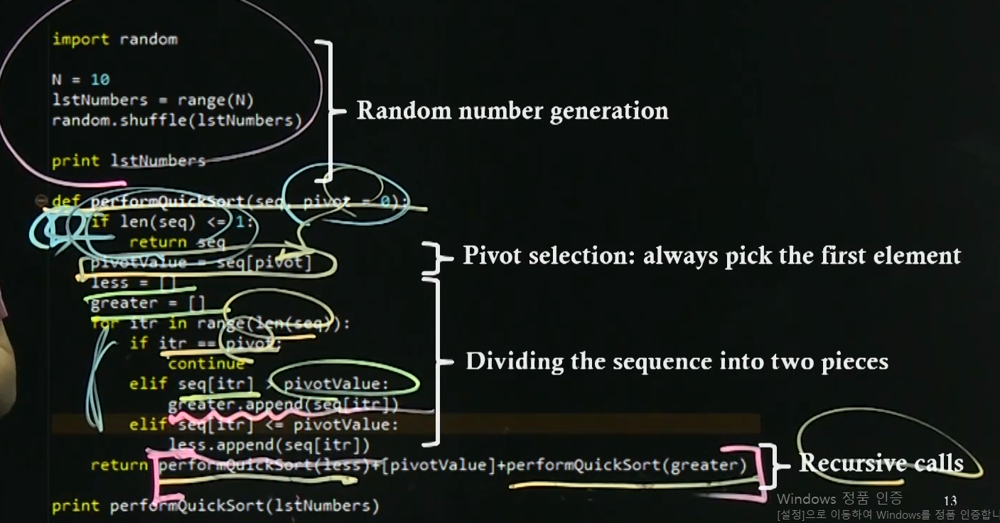 import random
N = 10
lstNumbers = range(N)
random.shuffle(lstNumbers)
Random number generation
print lstNumbers
def performQuickSort(seq, pivot = 0):
if len(seq) <= 1:
return seq
Pivot selection: always pick the first element
pivotValue = seq[pivot]
less = []
greater = []
for itr in range(len(seq)):
if itr == pivot:
continue
Dividing the sequence into two pieces
elif seq[itr] > pivotValue:
greater.append(seq[itr])
elif seq[itr] <= pivotValue:
less.append(seq[itr])
return performQuickSort(less)+[pivotValue]+performQuickSort(greater)
Recursive calls
print performQuickSort(lstNumbers)
Windows 정품 인증
13
[설정]으로 이동하여 Windows를 정품 인증합니